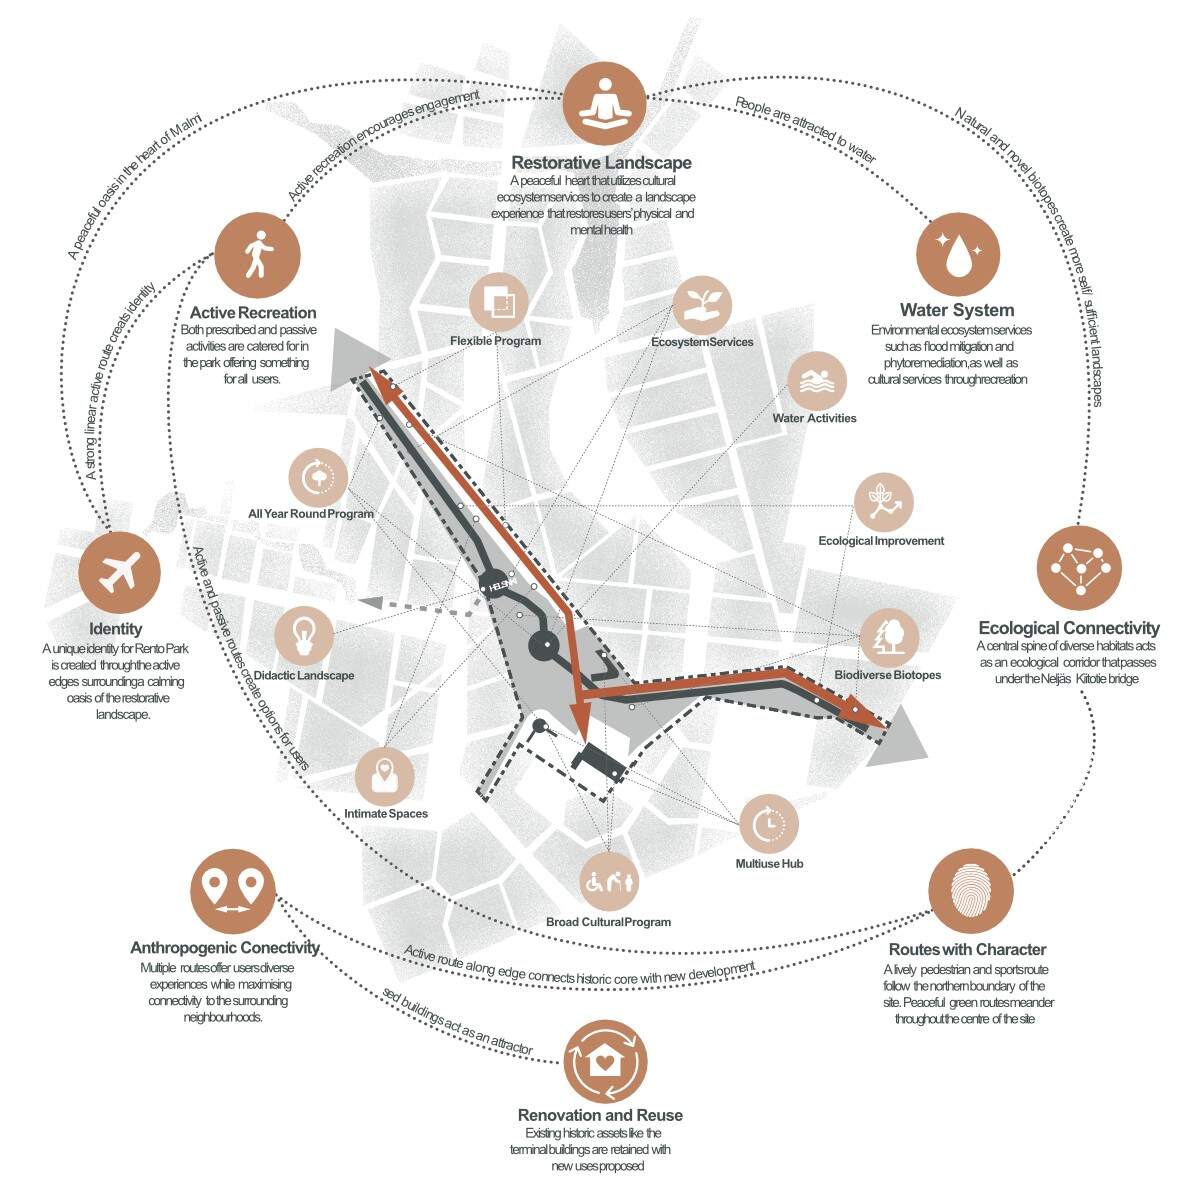 A peaceful oasis in the heart of Malmi
Active recreation encourages engagement
People are attracted to water
Natural and novel biotopes create more self/ sufficient landscapes
Restorative Landscape
A peaceful heart that utilizes cultural
ecosystem services to create a landscape
experience that restores users' physical and
mental health
Active Recreation
Both prescribed and passive
activities are catered for in
the park offering something
for all users.
Water System
Environmental ecosystem services
such as flood mitigation and
phytoremediation, as well as
cultural services through recreation
A strong linear active route creats identity
Flexible Program
Ecosystem Services
Water Activities
All Year Round Program
Ecological Improvement
HELSINKI
Identity
A unique identity for Rento Park
is created through the active
edges surrounding a calming
oasis of the restorative
landscape.
Didactic Landscape
Biodiverse Biotopes
Ecological Connectivity
A central spine of diverse habitats acts
as an ecological corridor that passes
under the Neljäs Kiitotie bridge
Active and passive routes create options for users
Intimate Spaces
Multiuse Hub
Broad Cultural Program
Anthropogenic Conectivity
Multiple routes offer users diverse
experiences while maximising
connectivity to the surrounding
neighbourhoods.
Active route along edge connects historic core with new development
Routes with Character
A lively pedestrian and sports route
follow the northern boundary of the
site. Peaceful green routes meander
throughout the centre of the site
sed buildings act as an attractor
Renovation and Reuse
Existing historic assets like the
terminal buildings are retained with
new uses proposed